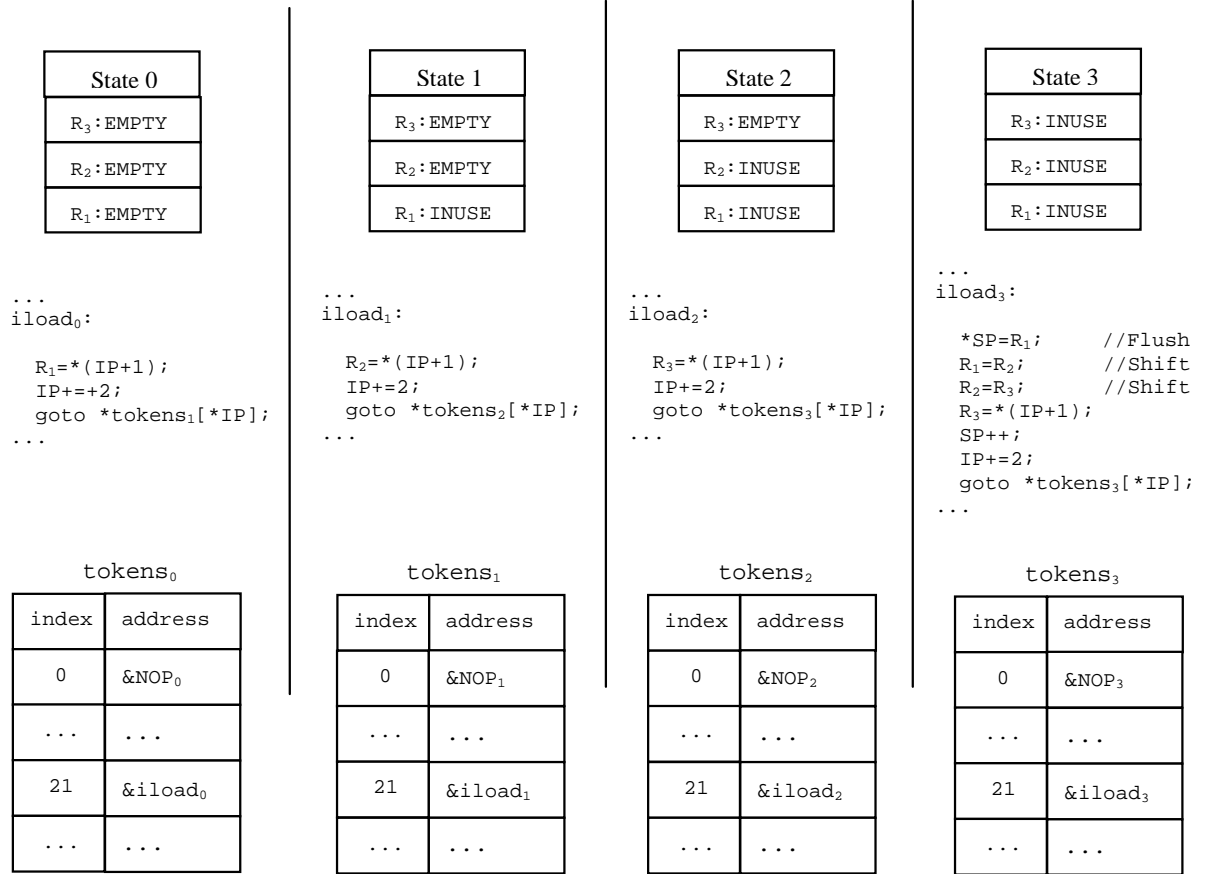 State 0
R₃:EMPTY
R₂:EMPTY
R₁:EMPTY
...
iload₀:
R₁=*(IP+1);
IP+=+2;
goto *tokens₁[*IP];
...
tokens₀
index address
0 &NOP₀
... ...
21 &iload₀
... ...
State 1
R₃:EMPTY
R₂:EMPTY
R₁:INUSE
...
iload₁:
R₂=*(IP+1);
IP+=2;
goto *tokens₂[*IP];
...
tokens₁
index address
0 &NOP₁
... ...
21 &iload₁
... ...
State 2
R₃:EMPTY
R₂:INUSE
R₁:INUSE
...
iload₂:
R₃=*(IP+1);
IP+=2;
goto *tokens₃[*IP];
...
tokens₂
index address
0 &NOP₂
... ...
21 &iload₂
... ...
State 3
R₃:INUSE
R₂:INUSE
R₁:INUSE
...
iload₃:
*SP=R₁; //Flush
R₁=R₂; //Shift
R₂=R₃; //Shift
R₃=*(IP+1);
SP++;
IP+=2;
goto *tokens₃[*IP];
...
tokens₃
index address
0 &NOP₃
... ...
21 &iload₃
... ...